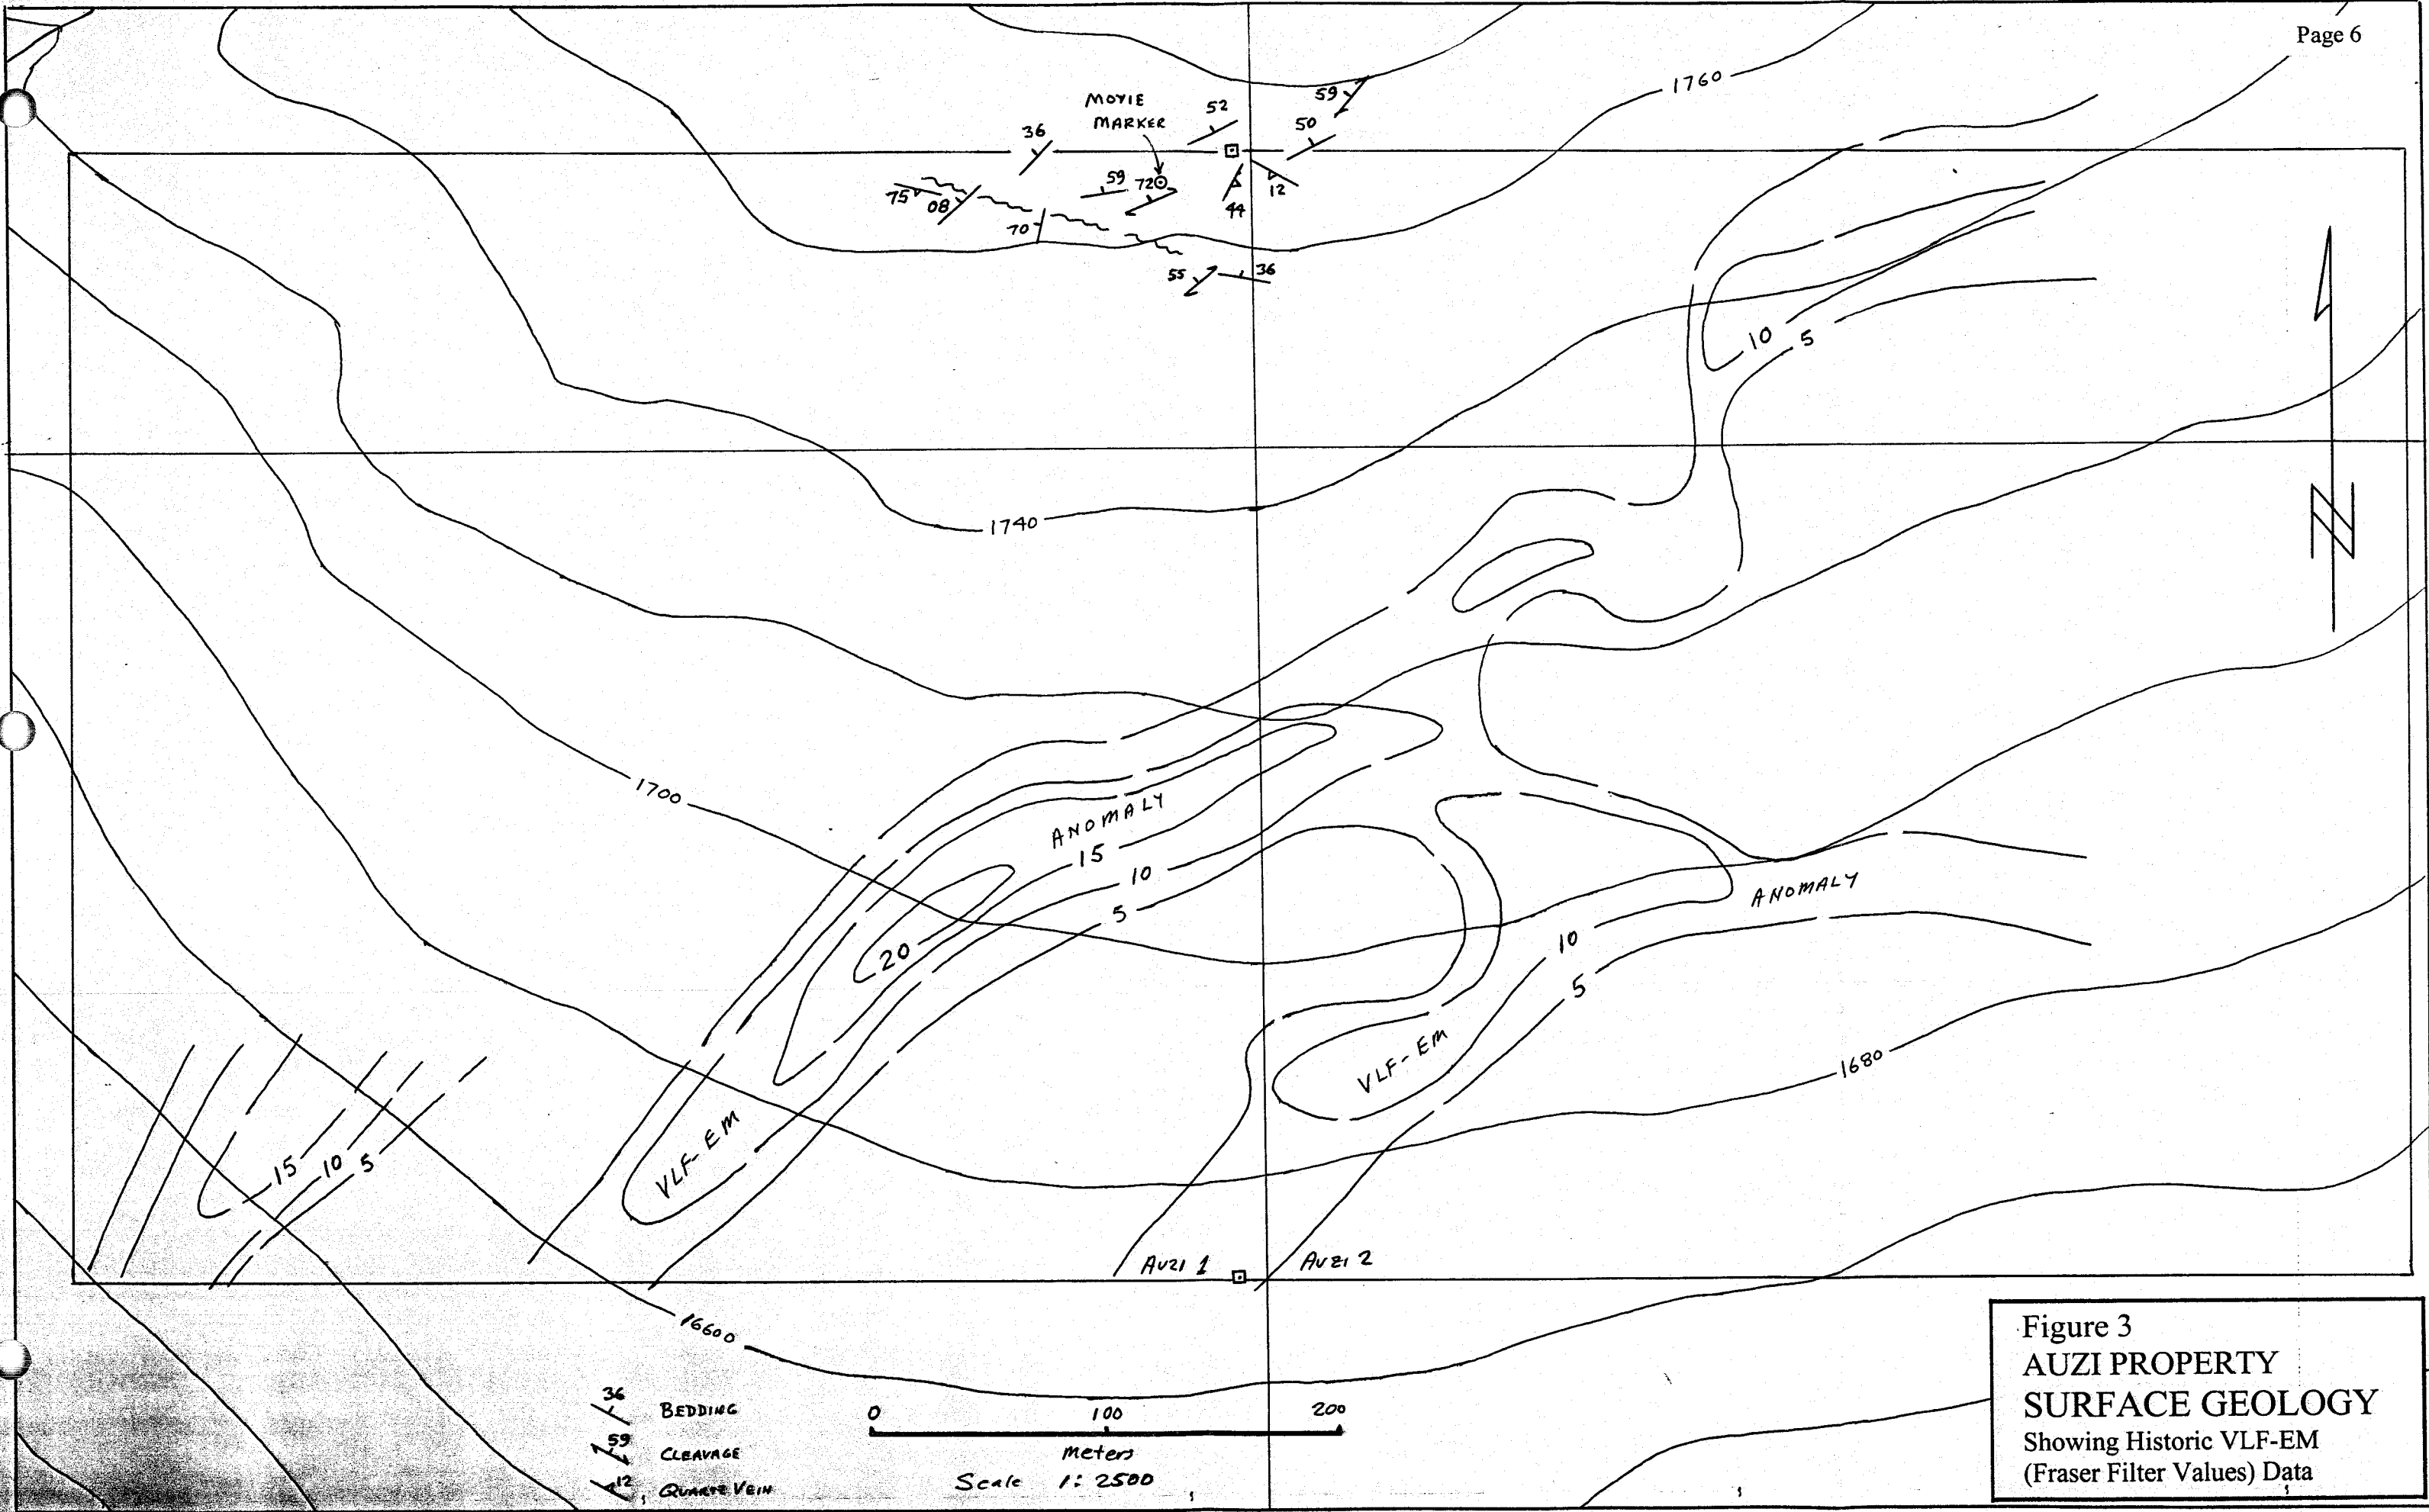 Page 6
1760
MOYIE
MARKER
52
59
50
36
59
72
12
44
75
08
70
55
36
10
5
1740
N
1700
ANOMALY
15
10
5
20
ANOMALY
10
5
VLF-EM
VLF-EM
1680
15
10
5
AUZI 1
AUZI 2
16600
36
BEDDING
59
CLEAVAGE
12
QUARTZ VEIN
0 100 200
meters
Scale 1: 2500
Figure 3
AUZI PROPERTY
SURFACE GEOLOGY
Showing Historic VLF-EM
(Fraser Filter Values) Data